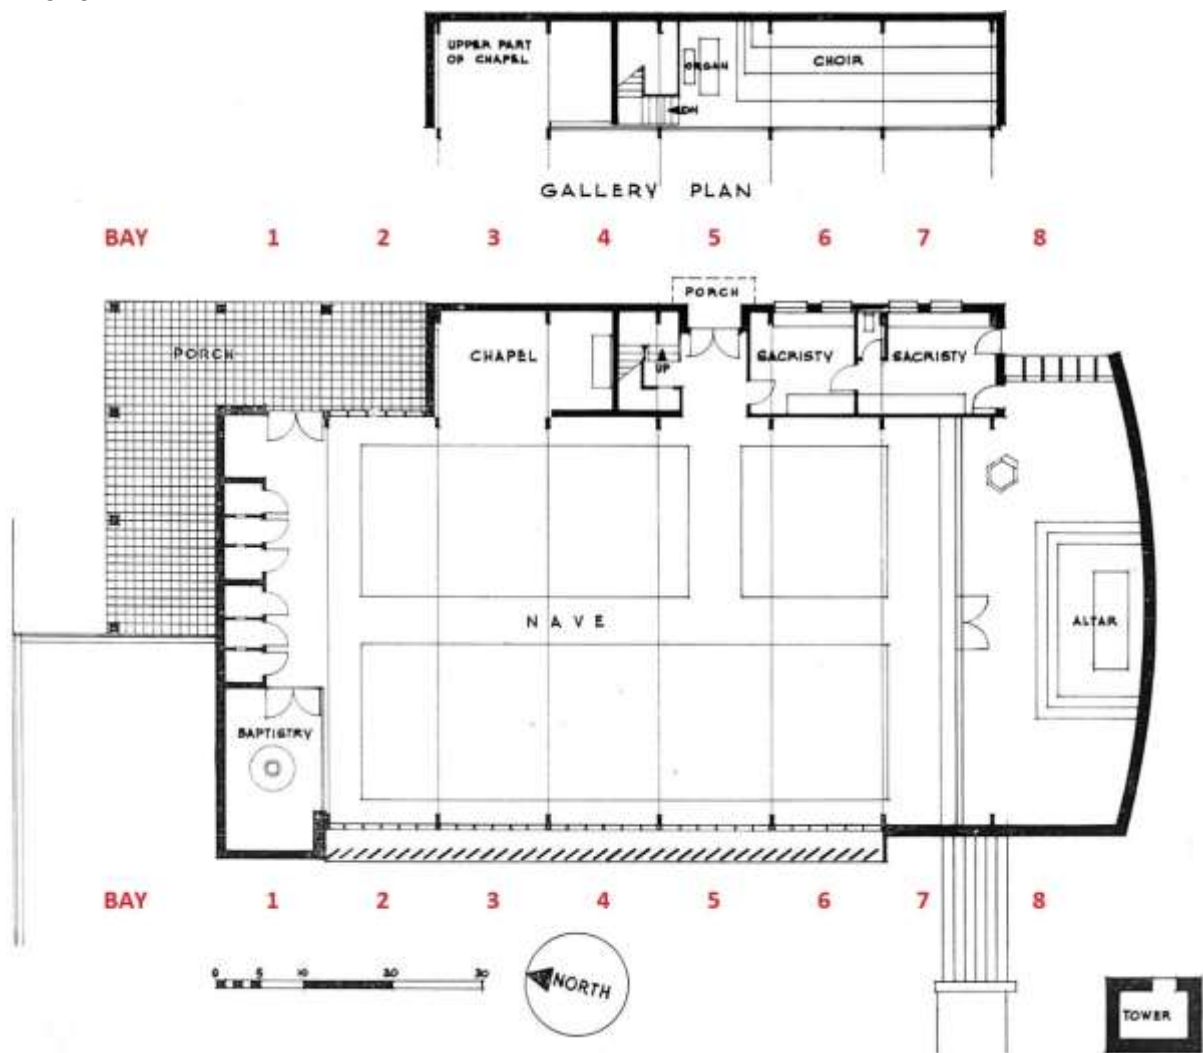 UPPER PART
OF CHAPEL
ORGAN
CHOIR
DN
GALLERY PLAN
BAY 1 2 3 4 5 6 7 8
PORCH
PORCH
CHAPEL
UP
SACRISTY
SACRISTY
NAVE
ALTAR
BAPTISTRY
BAY 1 2 3 4 5 6 7 8
0 5 10 20 30
NORTH
TOWER